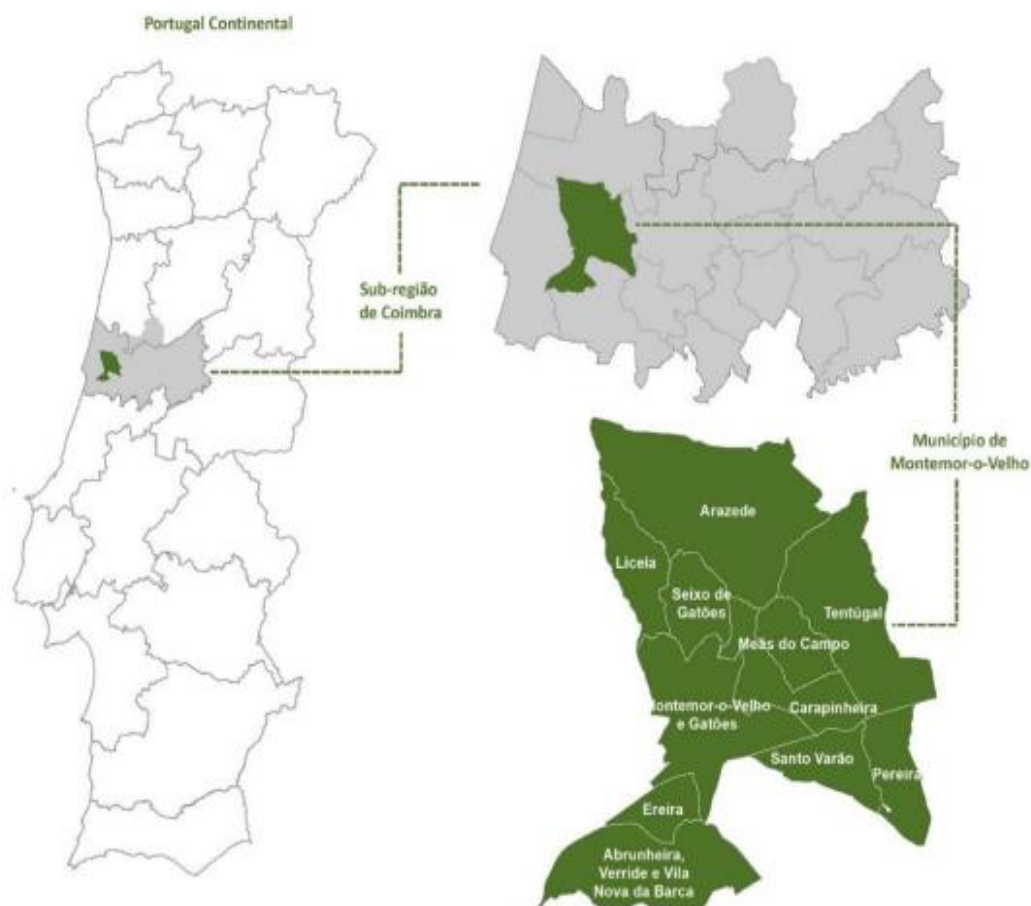 Portugal Continental
Sub-região
de Coimbra
Município de
Montemor-o-Velho
Arazede
Liceia
Seixo de
Gatões
Tentúgal
Meãs do Campo
ontemor-o-Velho
e Gatões
Carapinheira
Santo Varão
Pereira
Ereira
Abrunheira,
Verride e Vila
Nova da Barca